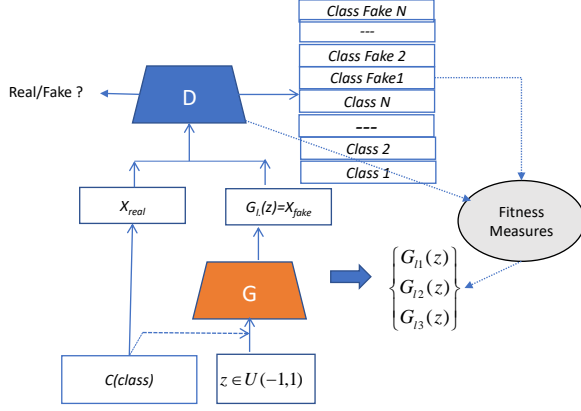 Class Fake N
---
Class Fake 2
Class Fake1
Class N
---
Class 2
Class 1
Real/Fake ?
D
X_real
G_L(z)=X_fake
Fitness
Measures
G
G_l1(z)
G_l2(z)
G_l3(z)
C(class)
z ∈ U(−1,1)